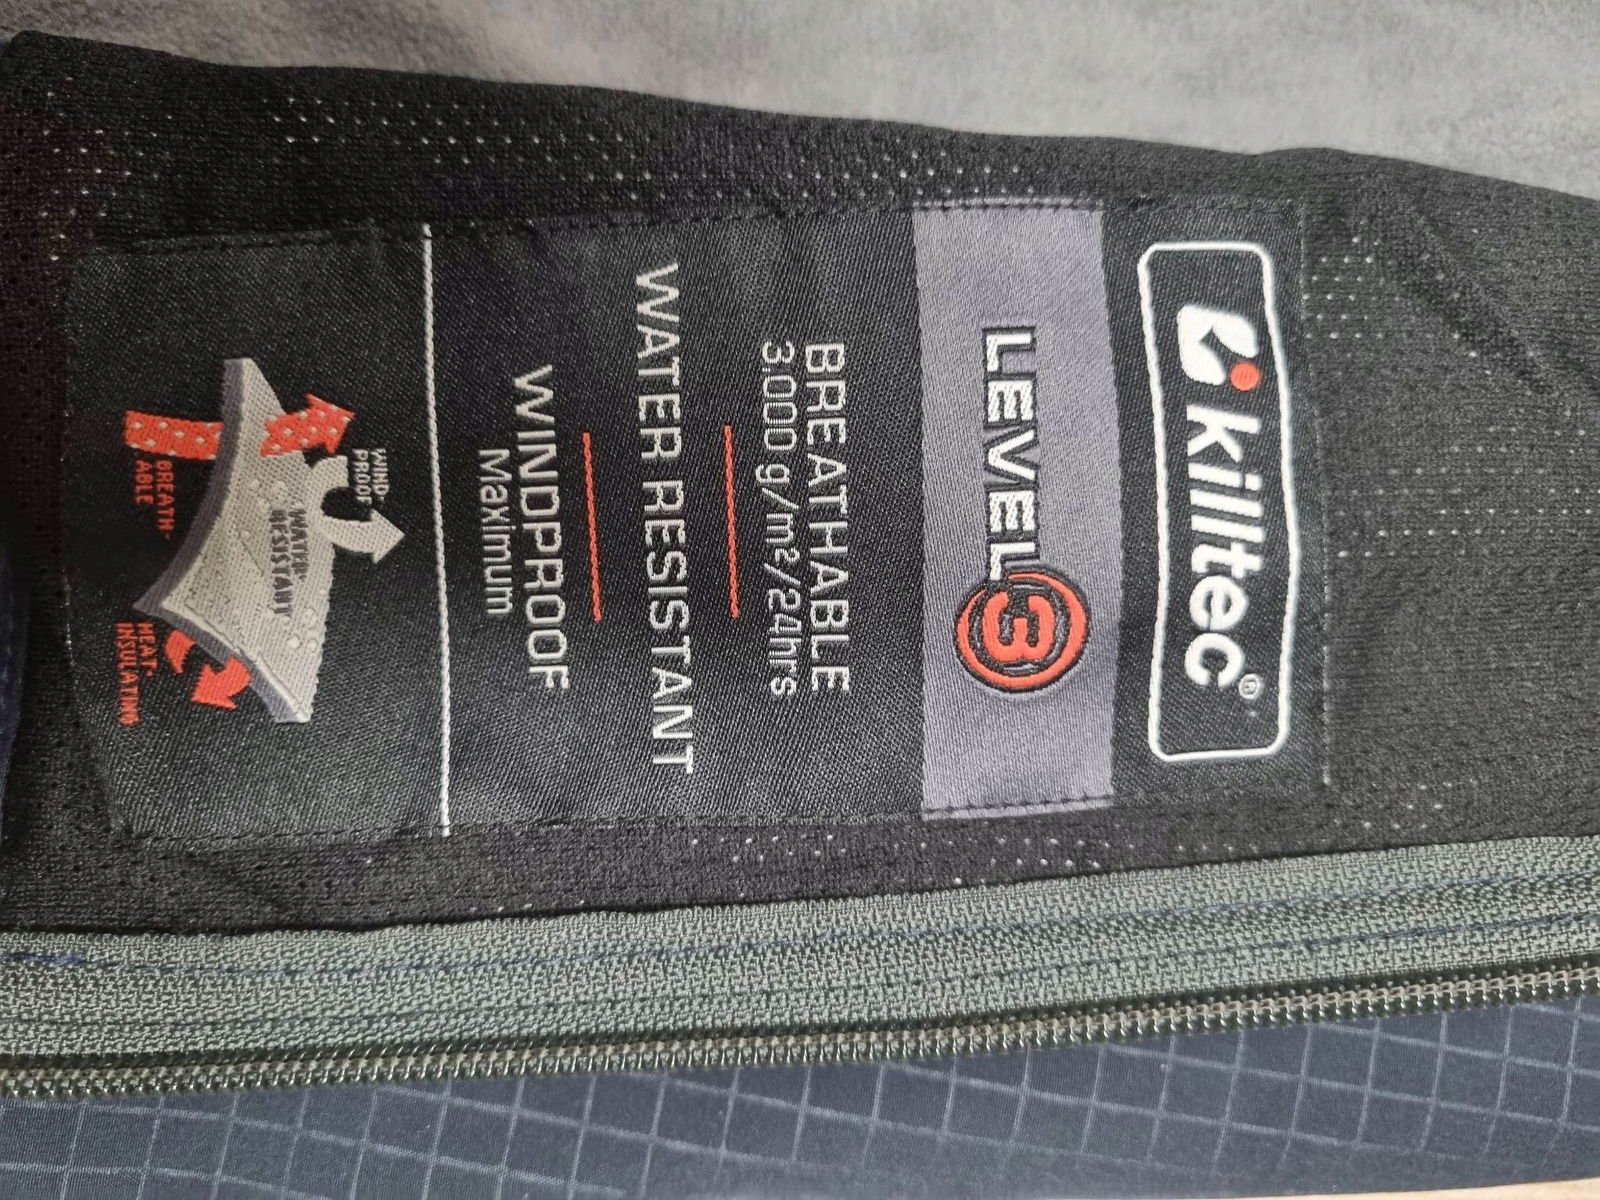 killtec®
LEVEL 3
BREATHABLE
3.000 g/m²/24hrs
WATER RESISTANT
WINDPROOF
Maximum
WIND-
PROOF
WATER-
RESISTANT
BREATH-
ABLE
HEAT-
INSULATING